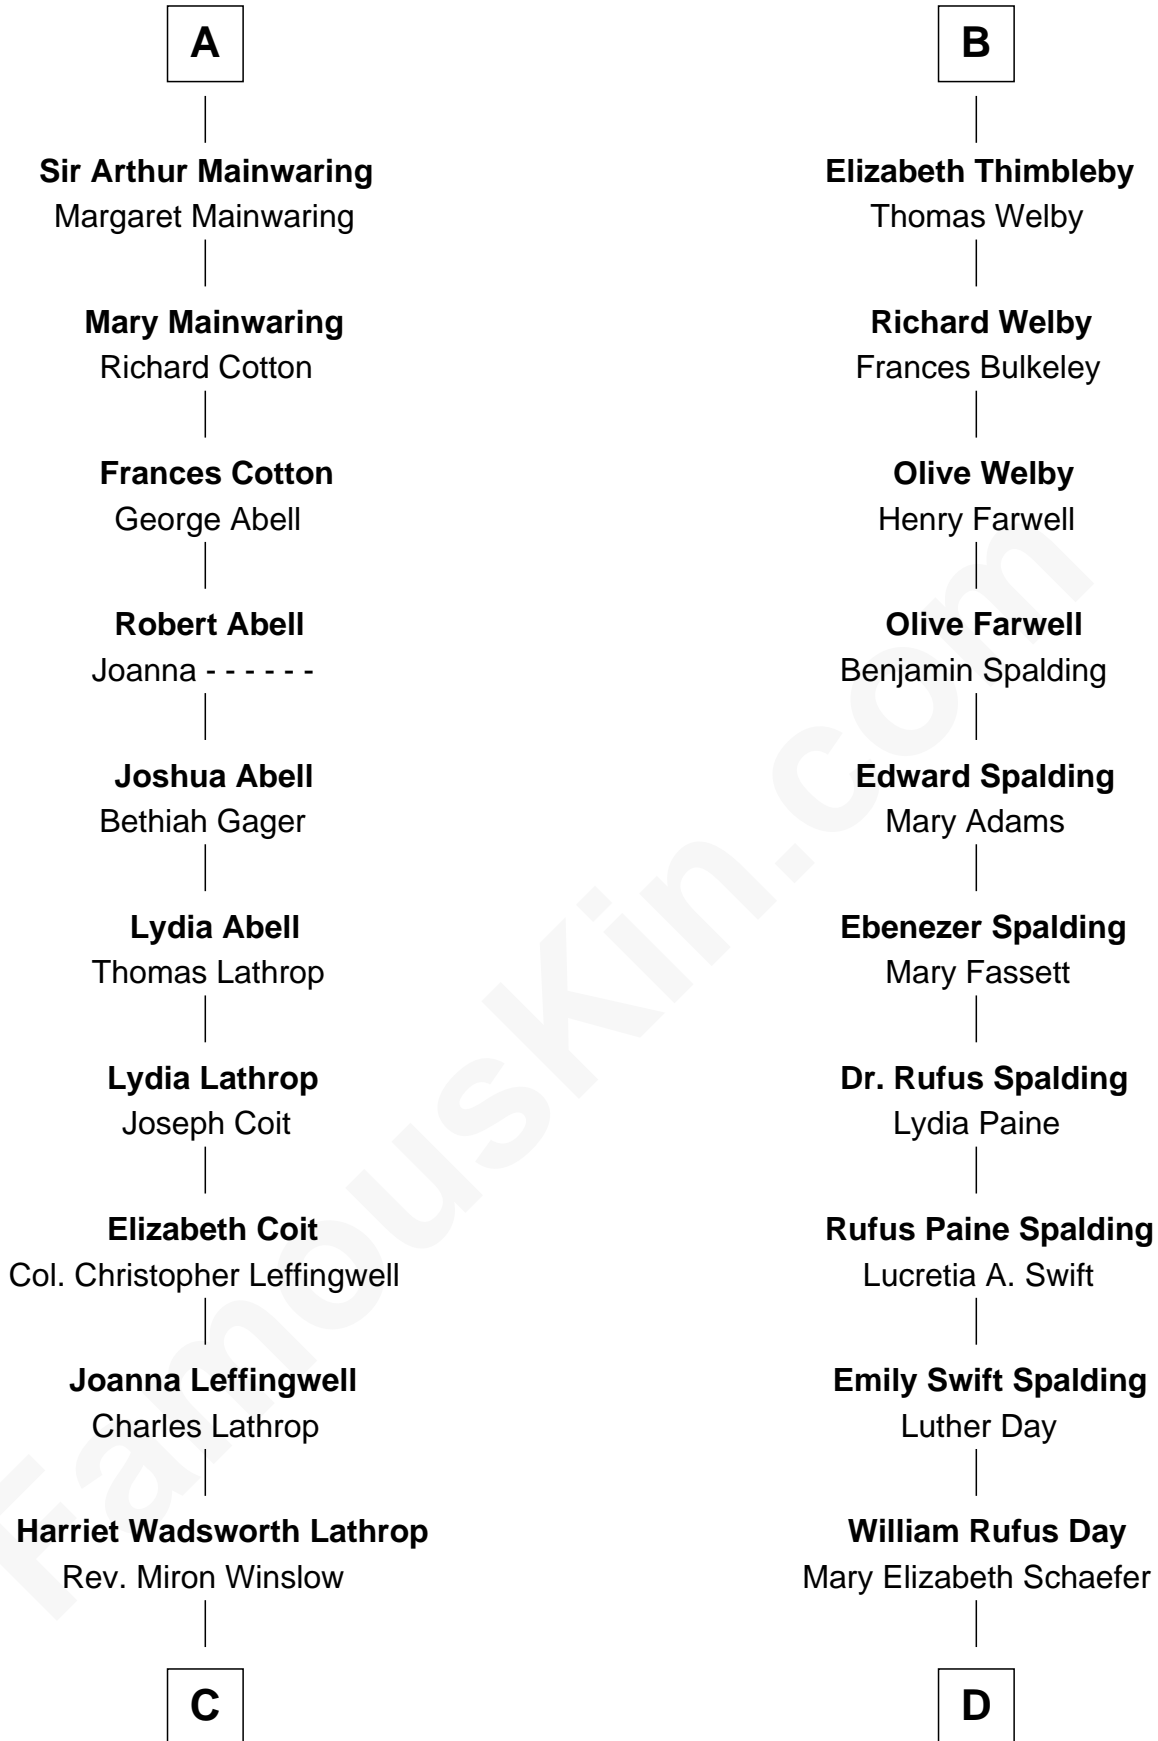 A
Sir Arthur Mainwaring
Margaret Mainwaring
Mary Mainwaring
Richard Cotton
Frances Cotton
George Abell
Robert Abell
Joanna - - - - - -
Joshua Abell
Bethiah Gager
Lydia Abell
Thomas Lathrop
Lydia Lathrop
Joseph Coit
Elizabeth Coit
Col. Christopher Leffingwell
Joanna Leffingwell
Charles Lathrop
Harriet Wadsworth Lathrop
Rev. Miron Winslow
C
B
Elizabeth Thimbleby
Thomas Welby
Richard Welby
Frances Bulkeley
Olive Welby
Henry Farwell
Olive Farwell
Benjamin Spalding
Edward Spalding
Mary Adams
Ebenezer Spalding
Mary Fassett
Dr. Rufus Spalding
Lydia Paine
Rufus Paine Spalding
Lucretia A. Swift
Emily Swift Spalding
Luther Day
William Rufus Day
Mary Elizabeth Schaefer
D
FamousKin.com